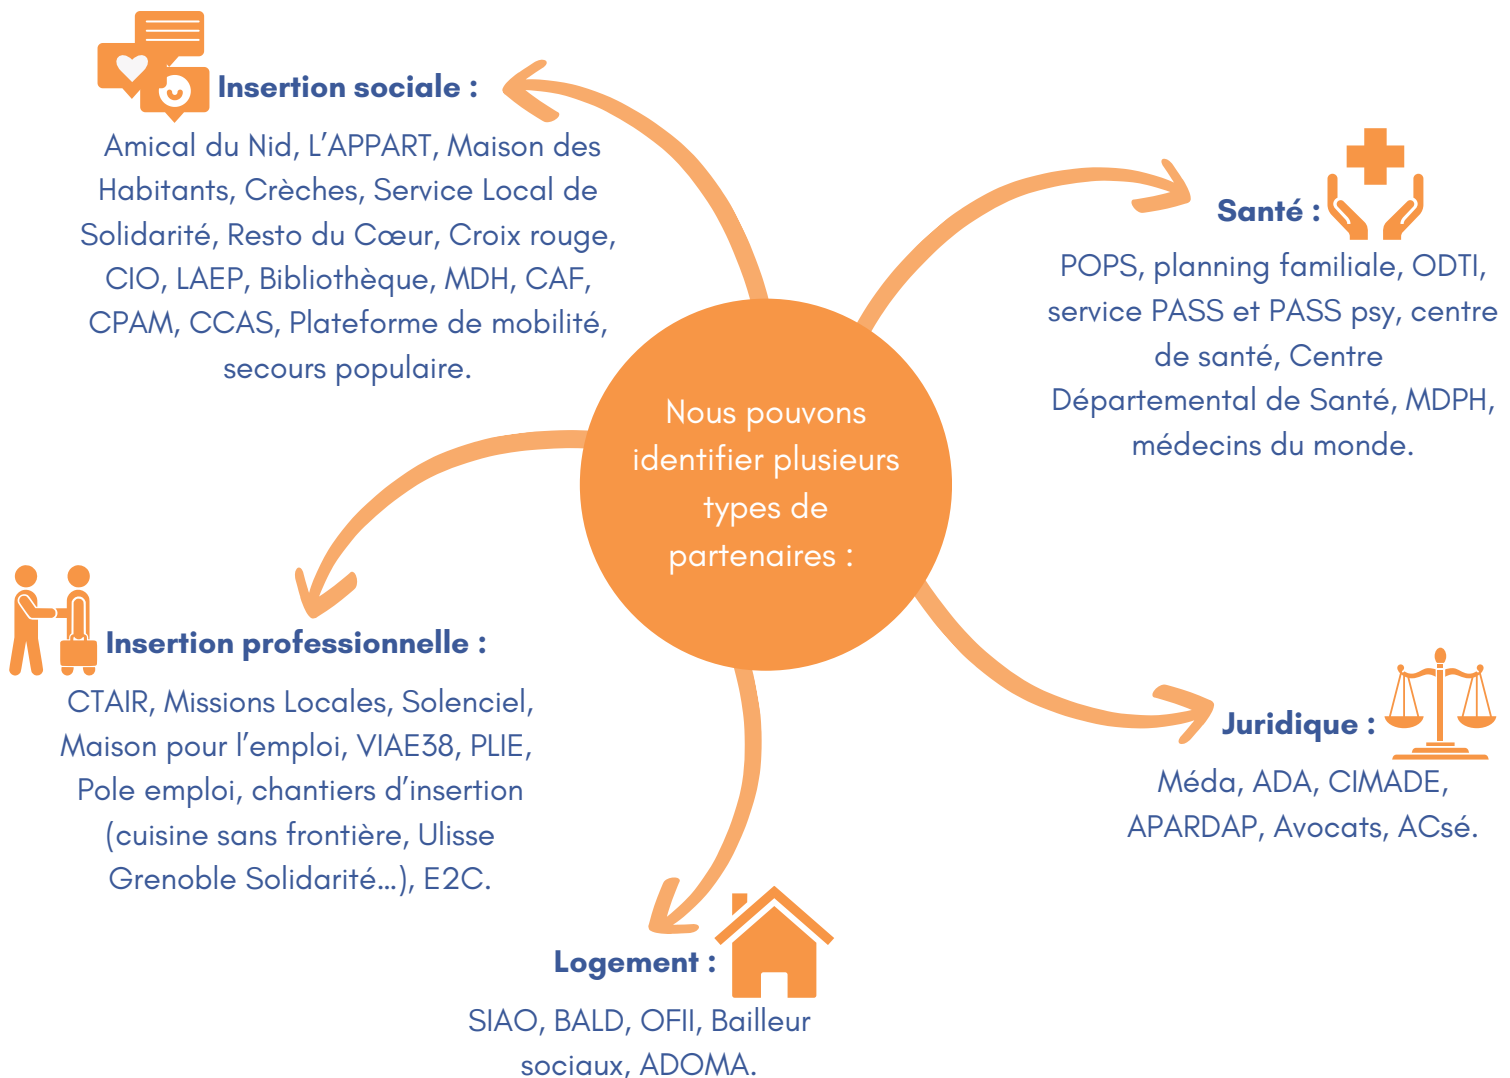 Insertion sociale :
Amical du Nid, L'APPART, Maison des
Habitants, Crèches, Service Local de
Solidarité, Resto du Cœur, Croix rouge,
CIO, LAEP, Bibliothèque, MDH, CAF,
CPAM, CCAS, Plateforme de mobilité,
secours populaire.
Santé :
POPS, planning familiale, ODTI,
service PASS et PASS psy, centre
de santé, Centre
Départemental de Santé, MDPH,
médecins du monde.
Nous pouvons
identifier plusieurs
types de
partenaires :
Insertion professionnelle :
CTAIR, Missions Locales, Solenciel,
Maison pour l'emploi, VIAE38, PLIE,
Pole emploi, chantiers d'insertion
(cuisine sans frontière, Ulisse
Grenoble Solidarité...), E2C.
Juridique :
Méda, ADA, CIMADE,
APARDAP, Avocats, ACsé.
Logement :
SIAO, BALD, OFII, Bailleur
sociaux, ADOMA.